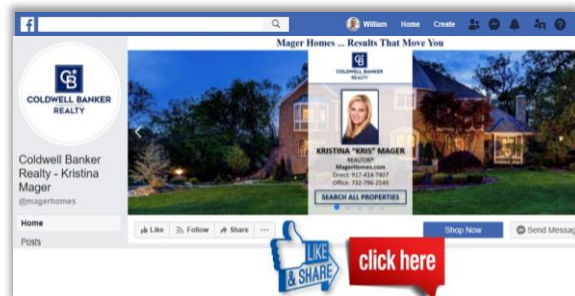 f
William Home Create
Mager Homes ... Results That Move You
CB
COLDWELL BANKER
REALTY
Coldwell Banker
Realty - Kristina
Mager
@magerhomes
Home
Posts
CB
COLDWELL BANKER
REALTY
KRISTINA "KRIS" MAGER
REALTOR®
MagerHomes.com
Direct: 917-414-7607
Office: 732-796-2549
SEARCH ALL PROPERTIES
Like Follow Share ...
Shop Now Send Messag
LIKE
& SHARE
click here